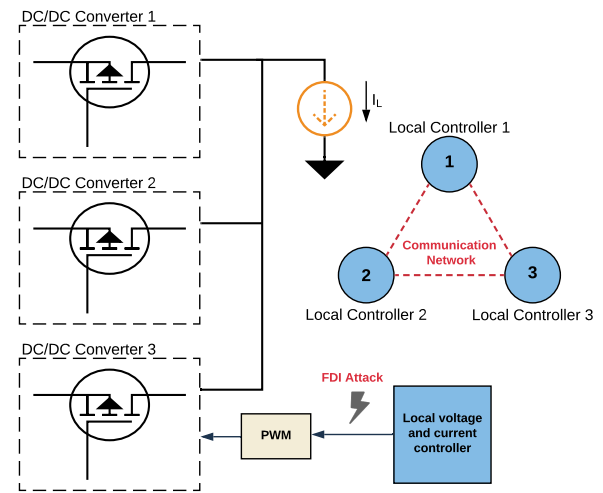 DC/DC Converter 1
I_L
Local Controller 1
1
DC/DC Converter 2
Communication
Network
2
3
Local Controller 2
Local Controller 3
DC/DC Converter 3
FDI Attack
PWM
Local voltage
and current
controller